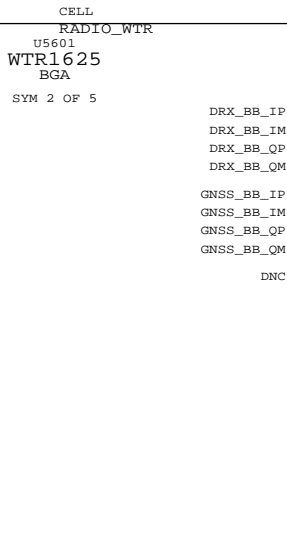 CELL
RADIO_WTR
U5601
WTR1625
BGA
SYM 2 OF 5
DRX_BB_IP
DRX_BB_IM
DRX_BB_QP
DRX_BB_QM
GNSS_BB_IP
GNSS_BB_IM
GNSS_BB_QP
GNSS_BB_QM
DNC